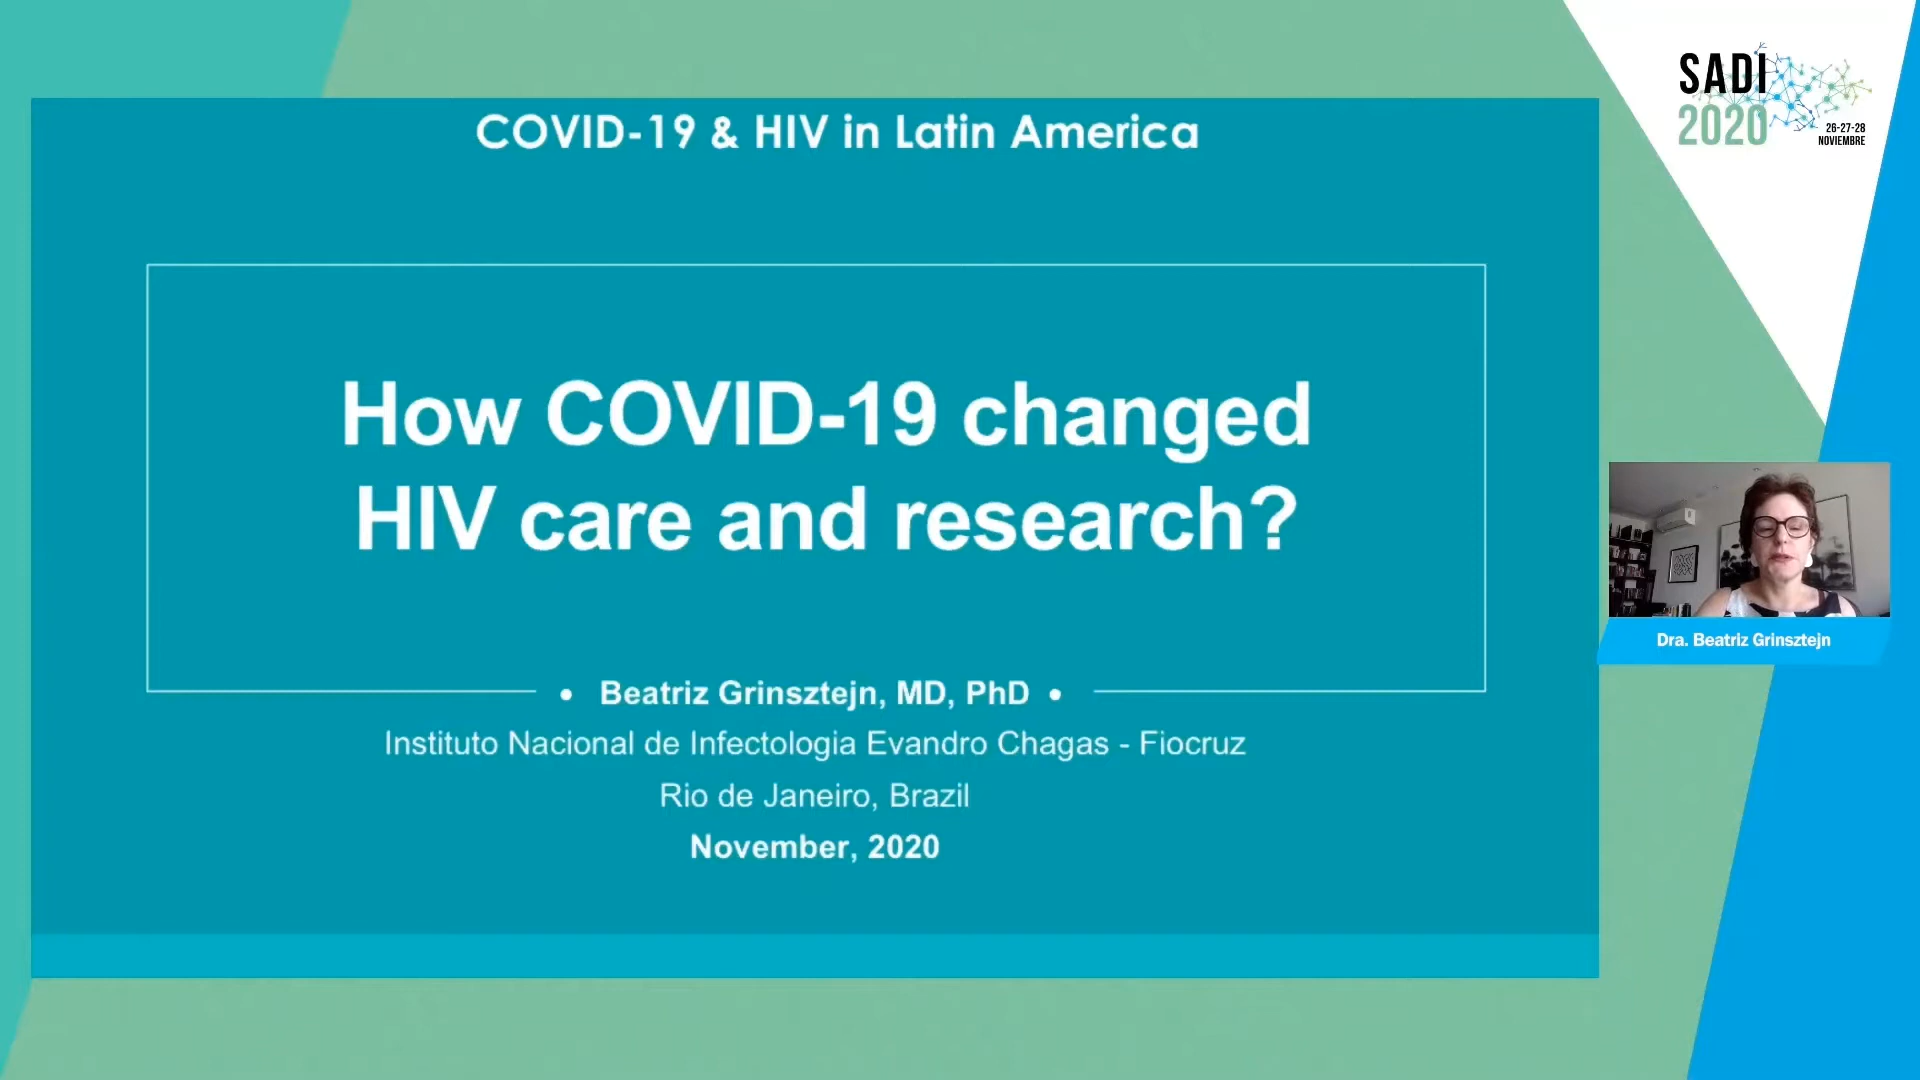 COVID-19 & HIV in Latin America
SADI
2020
26-27-28
NOVIEMBRE
How COVID-19 changed
HIV care and research?
Dra. Beatriz Grinsztejn
• Beatriz Grinsztejn, MD, PhD •
Instituto Nacional de Infectologia Evandro Chagas - Fiocruz
Rio de Janeiro, Brazil
November, 2020